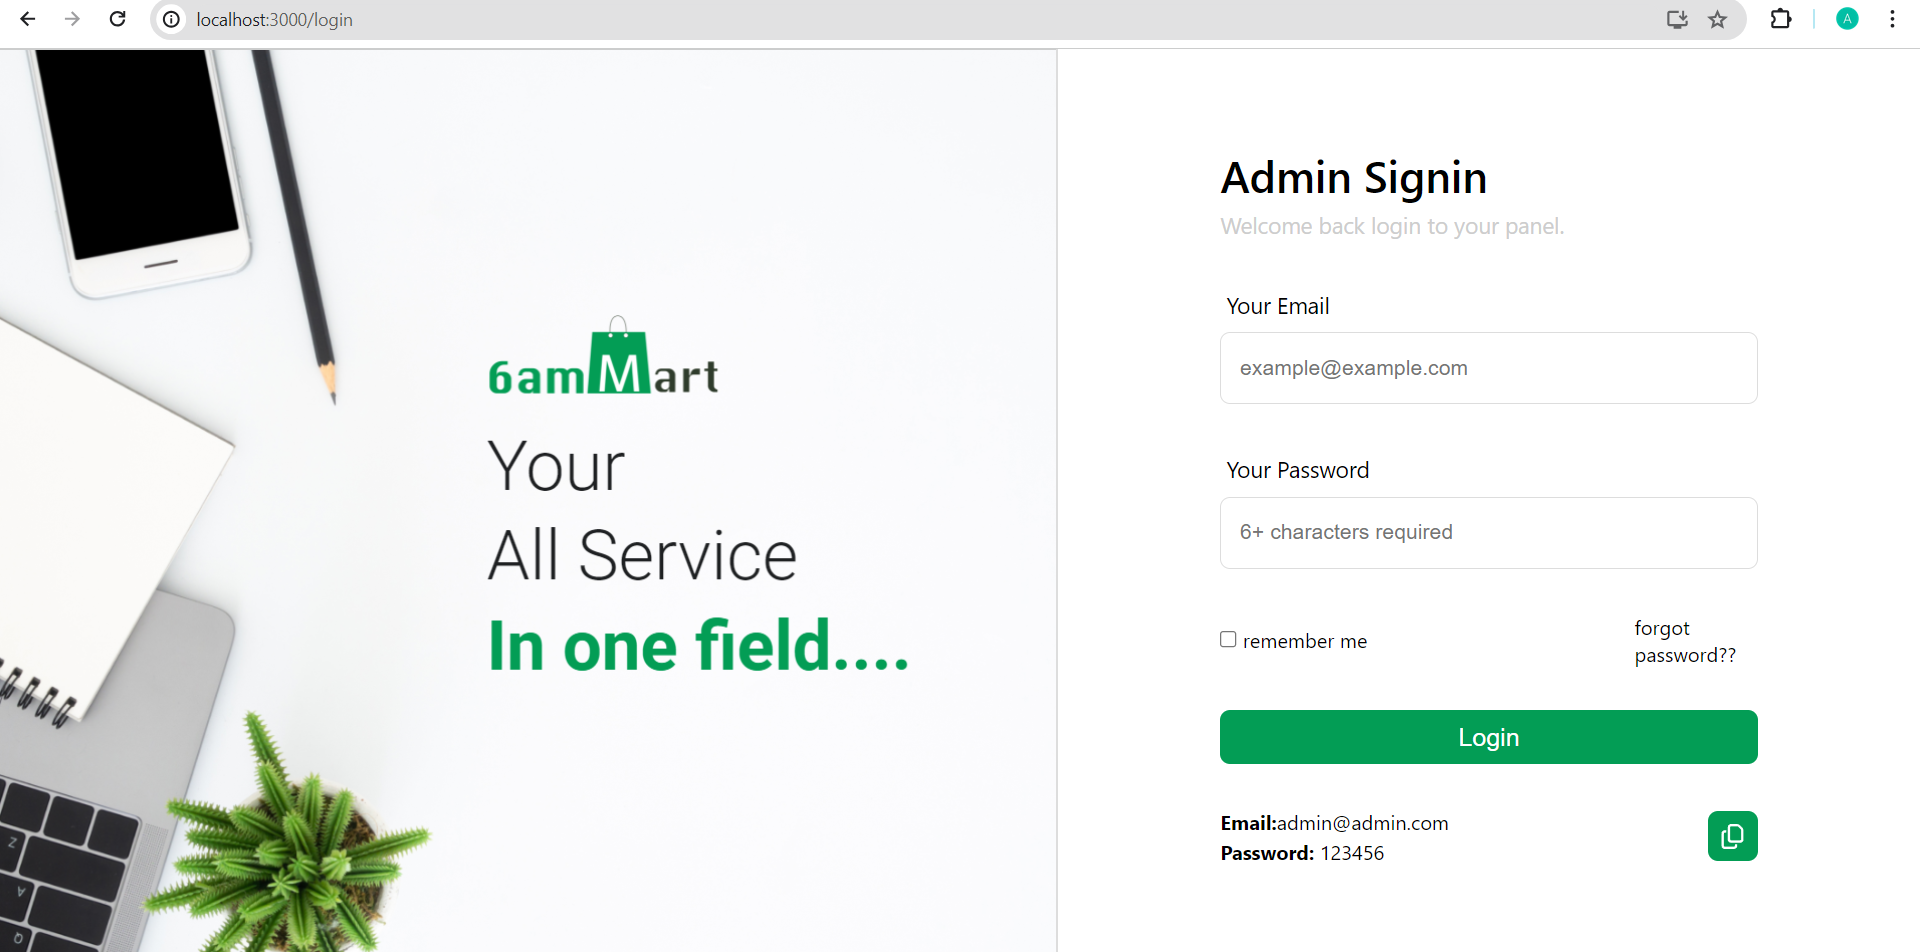 localhost:3000/login
A
6amMart
Your
All Service
In one field....
Z
A
Q
Admin Signin
Welcome back login to your panel.
Your Email
example@example.com
Your Password
6+ characters required
remember me
forgot
password??
Login
Email:admin@admin.com
Password: 123456